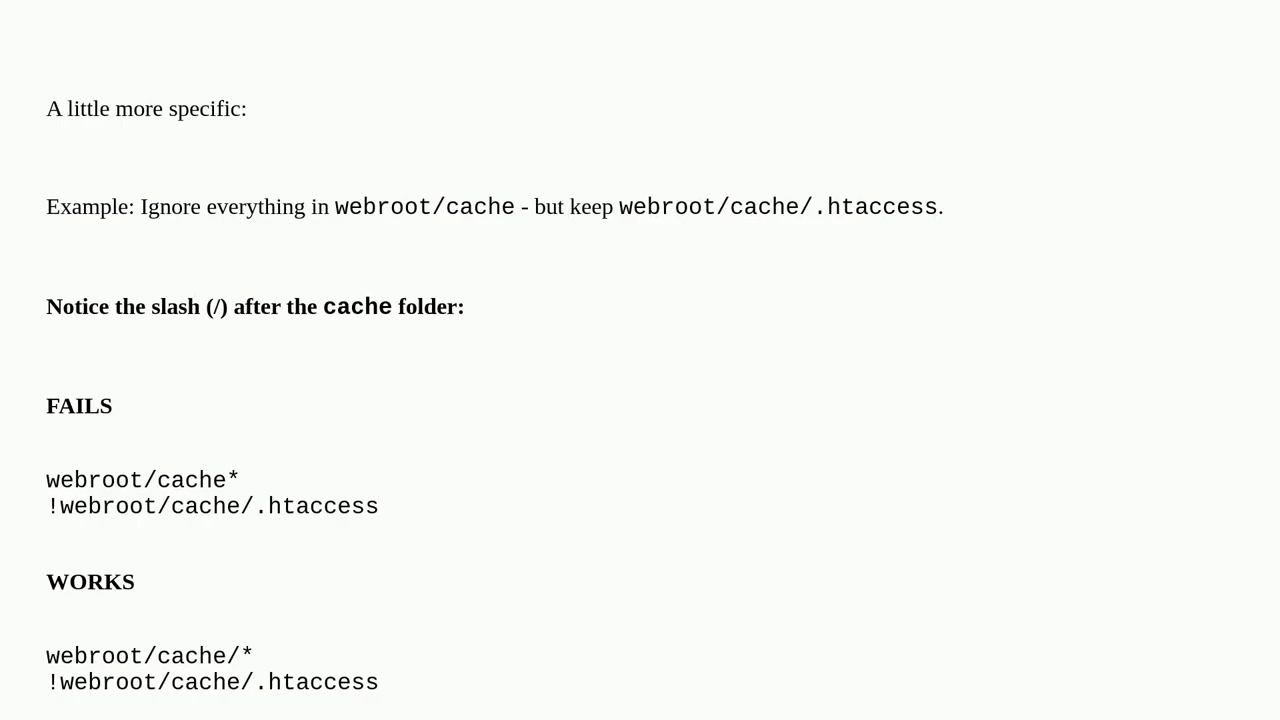 A little more specific:
Example: Ignore everything in webroot/cache - but keep webroot/cache/.htaccess.
Notice the slash (/) after the cache folder:
FAILS
webroot/cache*
!webroot/cache/.htaccess
WORKS
webroot/cache/*
!webroot/cache/.htaccess